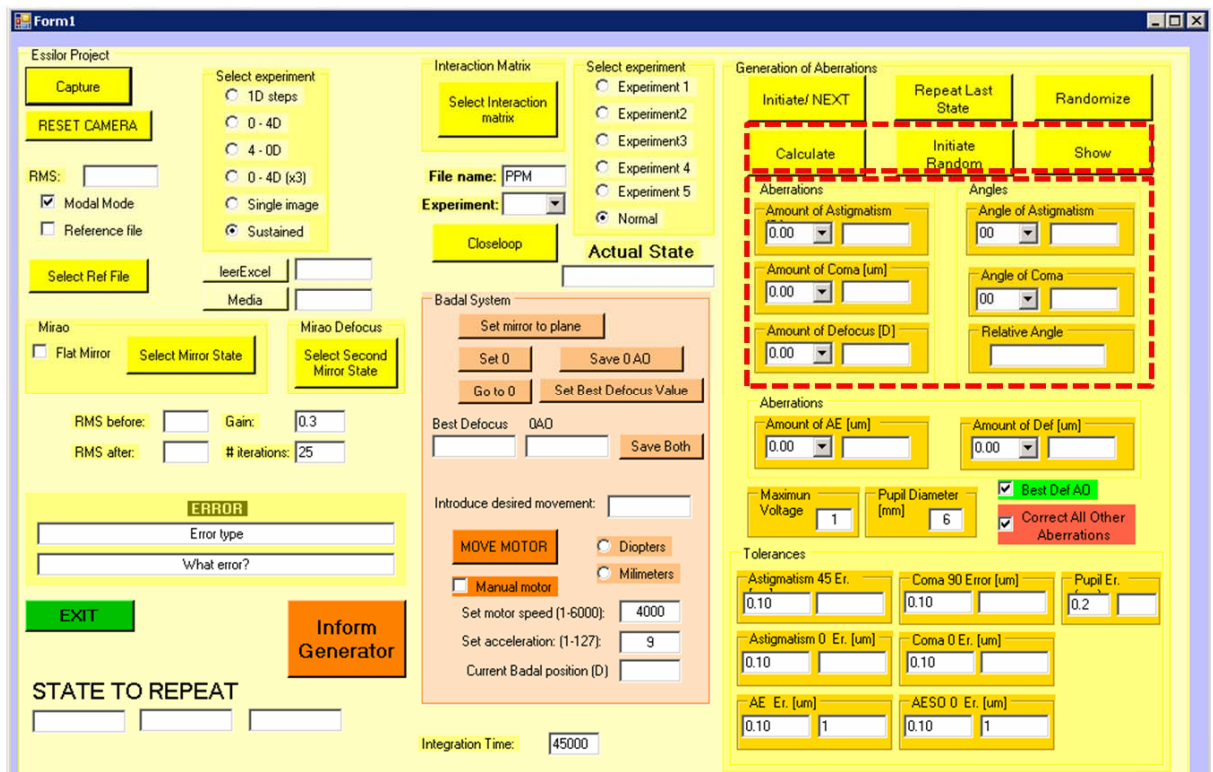 Form1
Essilor Project
Capture
RESET CAMERA
RMS:
Modal Mode
Reference file
Select Ref File
Select experiment
1D steps
0 - 4D
4 - 0D
0 - 4D (x3)
Single image
Sustained
leerExcel
Media
Mirao
Flat Mirror
Select Mirror State
Mirao Defocus
Select Second
Mirror State
RMS before:
Gain:
0.3
RMS after:
# iterations:
25
ERROR
Error type
What error?
EXIT
Inform
Generator
STATE TO REPEAT
Interaction Matrix
Select Interaction
matrix
File name:
PPM
Experiment:
Closeloop
Select experiment
Experiment 1
Experiment2
Experiment3
Experiment 4
Experiment 5
Normal
Actual State
Badal System
Set mirror to plane
Set 0
Save 0 AO
Go to 0
Set Best Defocus Value
Best Defocus
0AO
Save Both
Introduce desired movement:
MOVE MOTOR
Diopters
Milimeters
Manual motor
Set motor speed (1-6000):
4000
Set acceleration: (1-127):
9
Current Badal position (D)
Integration Time:
45000
Generation of Aberrations
Initiate/ NEXT
Repeat Last
State
Randomize
Calculate
Initiate
Random
Show
Aberrations
Angles
Amount of Astigmatism
0.00
Angle of Astigmatism
00
Amount of Coma [um]
0.00
Angle of Coma
00
Amount of Defocus [D]
0.00
Relative Angle
Aberrations
Amount of AE [um]
0.00
Amount of Def [um]
0.00
Maximun
Voltage
1
Pupil Diameter
[mm]
6
Best Def AO
Correct All Other
Aberrations
Tolerances
Astigmatism 45 Er.
0.10
Coma 90 Error [um]
0.10
Pupil Er.
0.2
Astigmatism 0 Er. [um]
0.10
Coma 0 Er. [um]
0.10
AE Er. [um]
0.10
1
AESO 0 Er. [um]
0.10
1